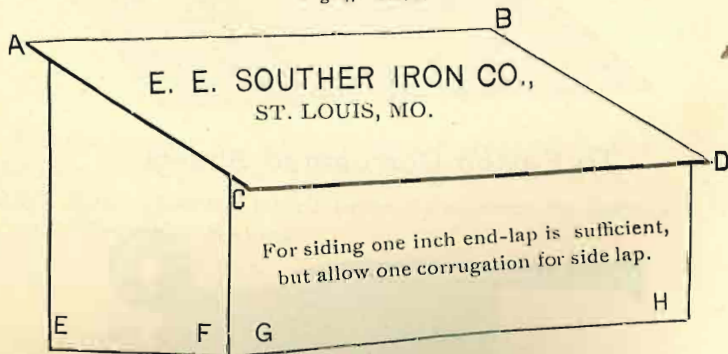 A
B
E. E. SOUTHER IRON CO.,
ST. LOUIS, MO.
D
C
For siding one inch end-lap is sufficient,
but allow one corrugation for side lap.
E
F
G
H